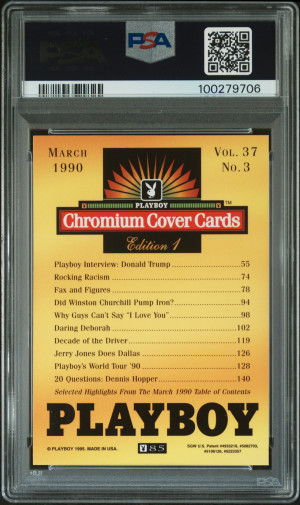 PSA
100279706
MARCH 1990
VOL. 37 NO. 3
PLAYBOY TM
Chromium Cover Cards
Edition 1
Playboy Interview: Donald Trump 55
Rocking Racism 74
Fax and Figures 78
Did Winston Churchill Pump Iron? 94
Why Guys Can't Say "I Love You" 98
Daring Deborah 102
Decade of the Driver 119
Jerry Jones Does Dallas 126
Playboy's World Tour '90 128
20 Questions: Dennis Hopper 140
Selected Highlights From The March 1990 Table of Contents
PLAYBOY
© PLAYBOY 1995. MADE IN USA.
85